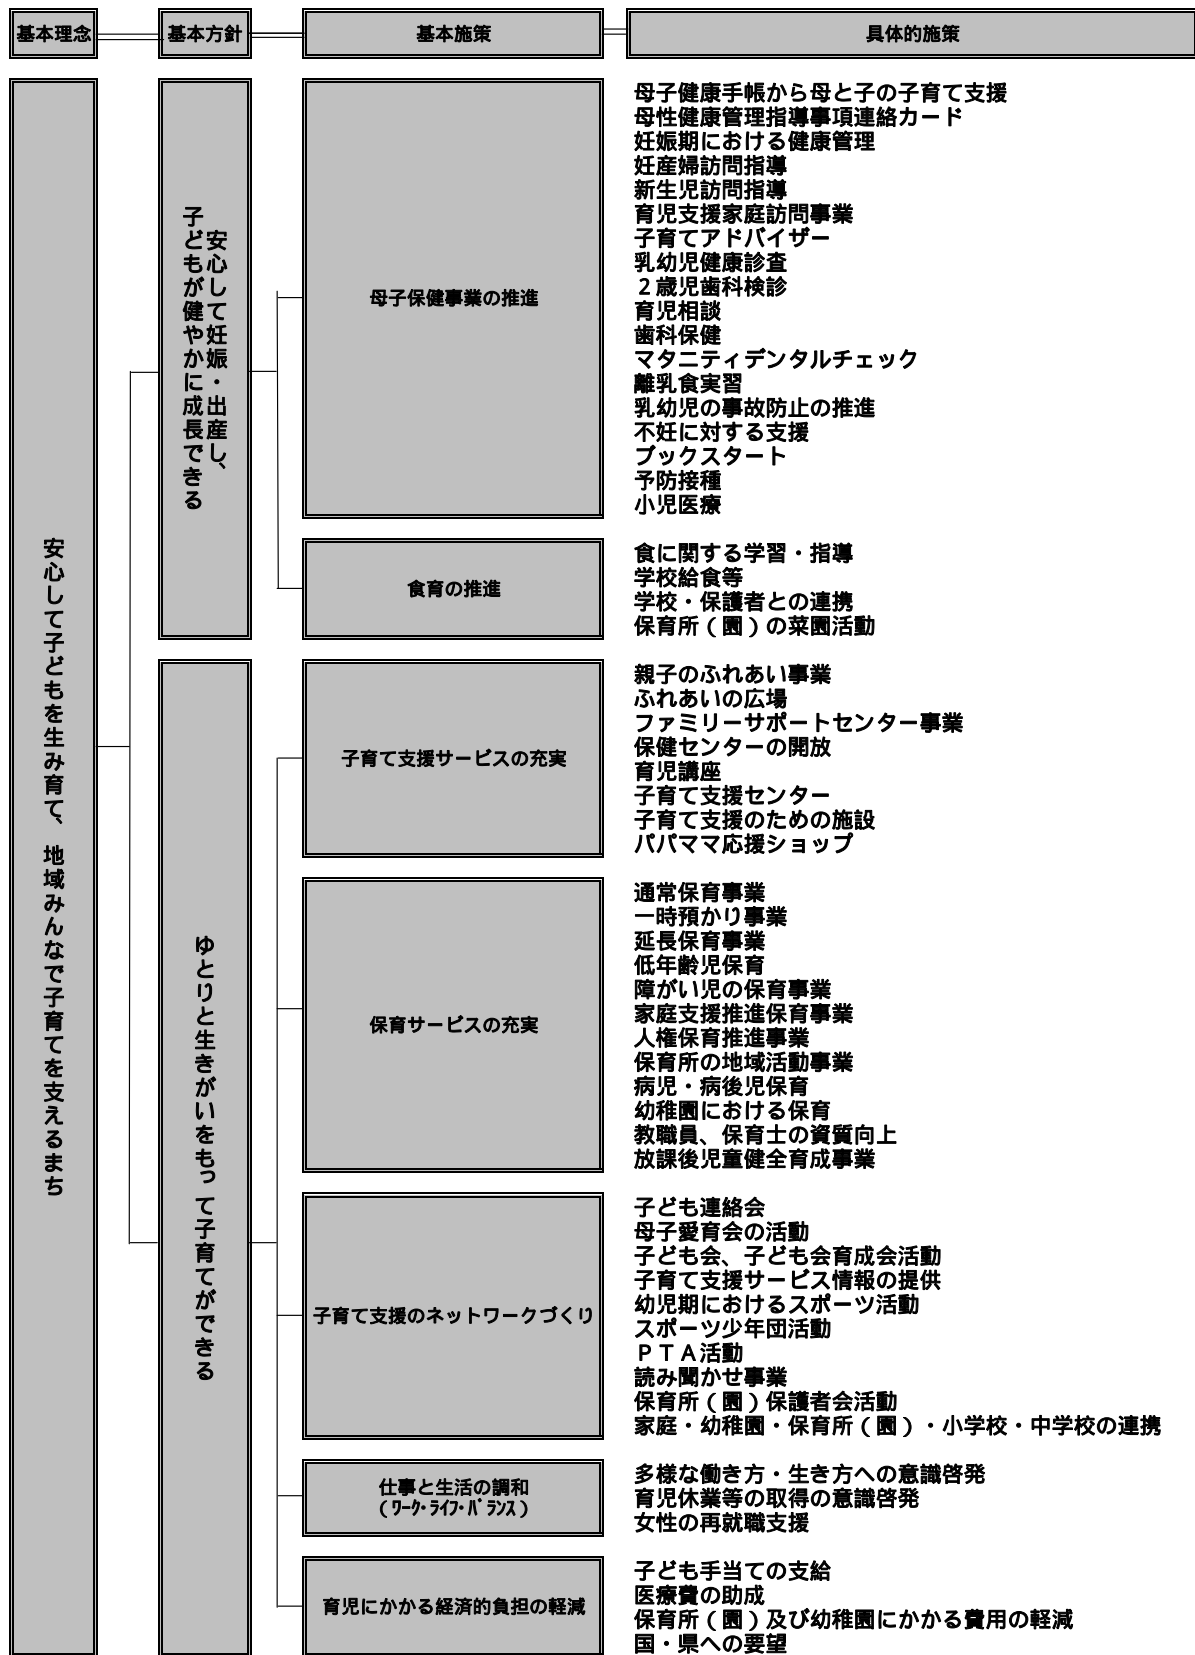 基本理念
基本方針
基本施策
具体的施策
安心して子どもを生み育て、地域みんなで子育てを支えるまち
安心して妊娠・出産し、
子どもが健やかに成長できる
母子保健事業の推進
母子健康手帳から母と子の子育て支援
母性健康管理指導事項連絡カード
妊娠期における健康管理
妊産婦訪問指導
新生児訪問指導
育児支援家庭訪問事業
子育てアドバイザー
乳幼児健康診査
２歳児歯科検診
育児相談
歯科保健
マタニティデンタルチェック
離乳食実習
乳幼児の事故防止の推進
不妊に対する支援
ブックスタート
予防接種
小児医療
食育の推進
食に関する学習・指導
学校給食等
学校・保護者との連携
保育所（園）の菜園活動
ゆとりと生きがいをもって子育てができる
子育て支援サービスの充実
親子のふれあい事業
ふれあいの広場
ファミリーサポートセンター事業
保健センターの開放
育児講座
子育て支援センター
子育て支援のための施設
パパママ応援ショップ
保育サービスの充実
通常保育事業
一時預かり事業
延長保育事業
低年齢児保育
障がい児の保育事業
家庭支援推進保育事業
人権保育推進事業
保育所の地域活動事業
病児・病後児保育
幼稚園における保育
教職員、保育士の資質向上
放課後児童健全育成事業
子育て支援のネットワークづくり
子ども連絡会
母子愛育会の活動
子ども会、子ども会育成会活動
子育て支援サービス情報の提供
幼児期におけるスポーツ活動
スポーツ少年団活動
ＰＴＡ活動
読み聞かせ事業
保育所（園）保護者会活動
家庭・幼稚園・保育所（園）・小学校・中学校の連携
仕事と生活の調和
（ﾜｰｸ・ﾗｲﾌ・ﾊﾞﾗﾝｽ）
多様な働き方・生き方への意識啓発
育児休業等の取得の意識啓発
女性の再就職支援
育児にかかる経済的負担の軽減
子ども手当ての支給
医療費の助成
保育所（園）及び幼稚園にかかる費用の軽減
国・県への要望